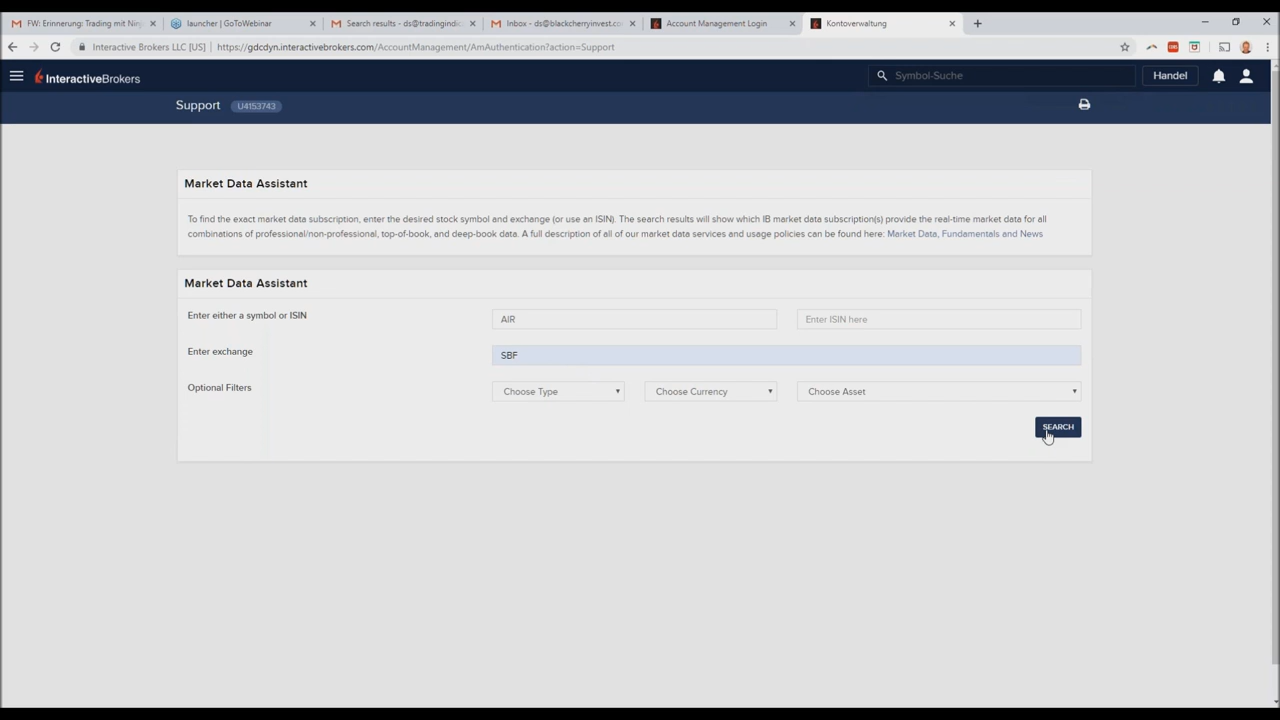 FW: Erinnerung: Trading mit Ninj
launcher | GoToWebinar
Search results - ds@tradingindic
Inbox - ds@blackcherryinvest.co
Account Management Login
Kontoverwaltung
Interactive Brokers LLC [US]
https://gdcdyn.interactivebrokers.com/AccountManagement/AmAuthentication?action=Support
InteractiveBrokers
Symbol-Suche
Handel
Support
U4153743
Market Data Assistant
To find the exact market data subscription, enter the desired stock symbol and exchange (or use an ISIN). The search results will show which IB market data subscription(s) provide the real-time market data for all
combinations of professional/non-professional, top-of-book, and deep-book data. A full description of all of our market data services and usage policies can be found here: Market Data, Fundamentals and News
Market Data Assistant
Enter either a symbol or ISIN
AIR
Enter ISIN here
Enter exchange
SBF
Optional Filters
Choose Type
Choose Currency
Choose Asset
SEARCH